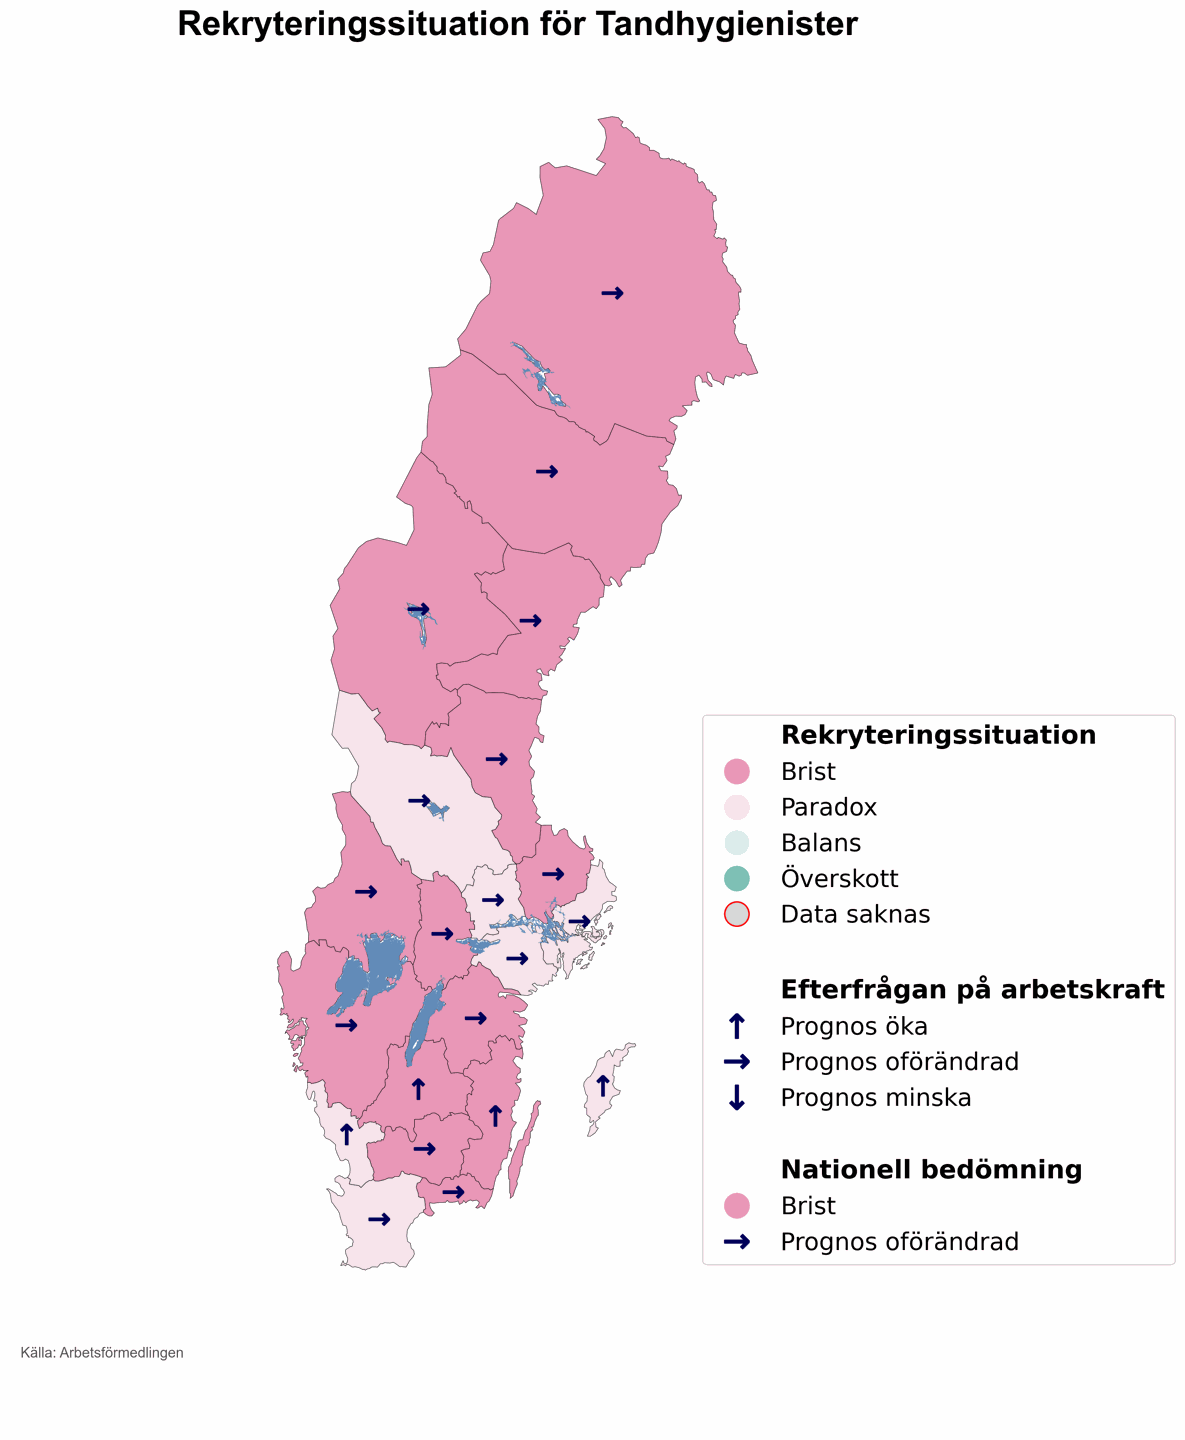 Rekryteringssituation för Tandhygienister
Rekryteringssituation
Brist
Paradox
Balans
Överskott
Data saknas
Efterfrågan på arbetskraft
Prognos öka
Prognos oförändrad
Prognos minska
Nationell bedömning
Brist
Prognos oförändrad
Källa: Arbetsförmedlingen